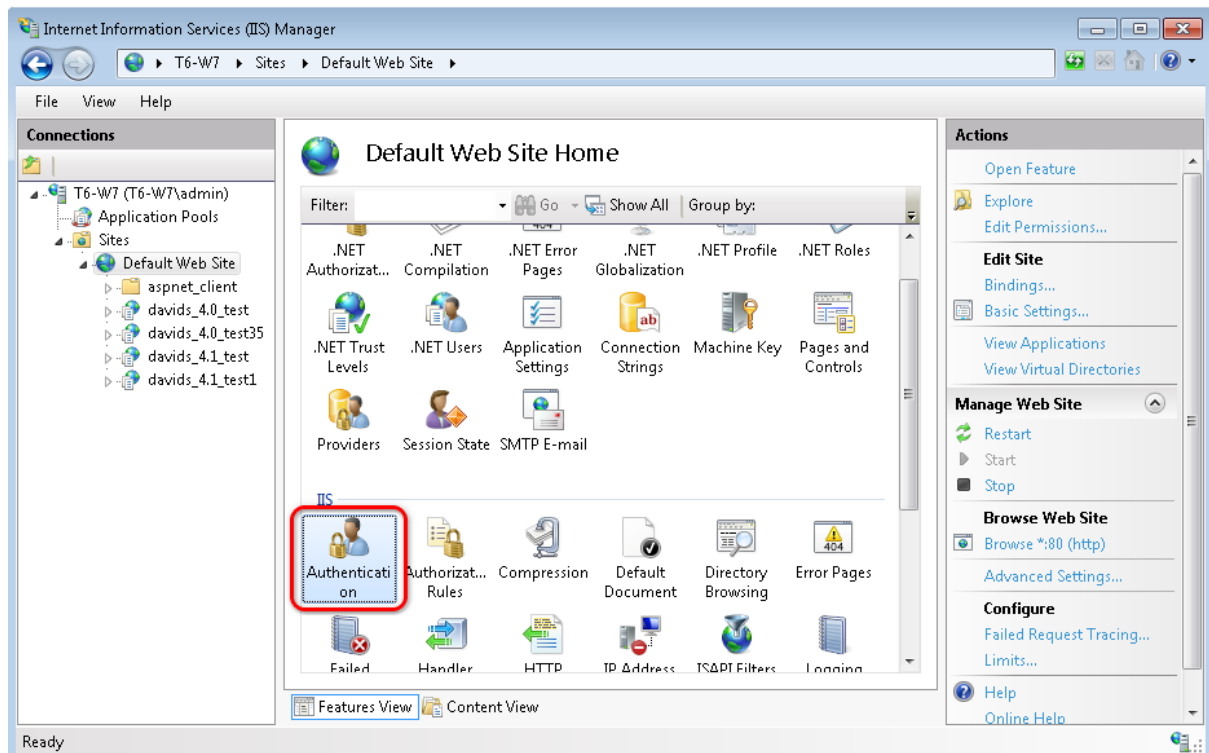 Internet Information Services (IIS) Manager
T6-W7 Sites Default Web Site
File View Help
Connections
T6-W7 (T6-W7\admin)
Application Pools
Sites
Default Web Site
aspnet_client
davids_4.0_test
davids_4.0_test35
davids_4.1_test
davids_4.1_test1
Default Web Site Home
Filter: Go Show All Group by:
.NET Authorizat...
.NET Compilation
404
.NET Error Pages
.NET Globalization
.NET Profile
.NET Roles
.NET Trust Levels
.NET Users
Application Settings
ab
Connection Strings
Machine Key
Pages and Controls
Providers
Session State
SMTP E-mail
IIS
Authenticati
on
Authorizat...
Rules
Compression
Default
Document
Directory
Browsing
404
Error Pages
Failed
Handler
HTTP
IP Address
ISAPI Filters
Logging
Features View
Content View
Actions
Open Feature
Explore
Edit Permissions...
Edit Site
Bindings...
Basic Settings...
View Applications
View Virtual Directories
Manage Web Site
Restart
Start
Stop
Browse Web Site
Browse *:80 (http)
Advanced Settings...
Configure
Failed Request Tracing...
Limits...
Help
Online Help
Ready